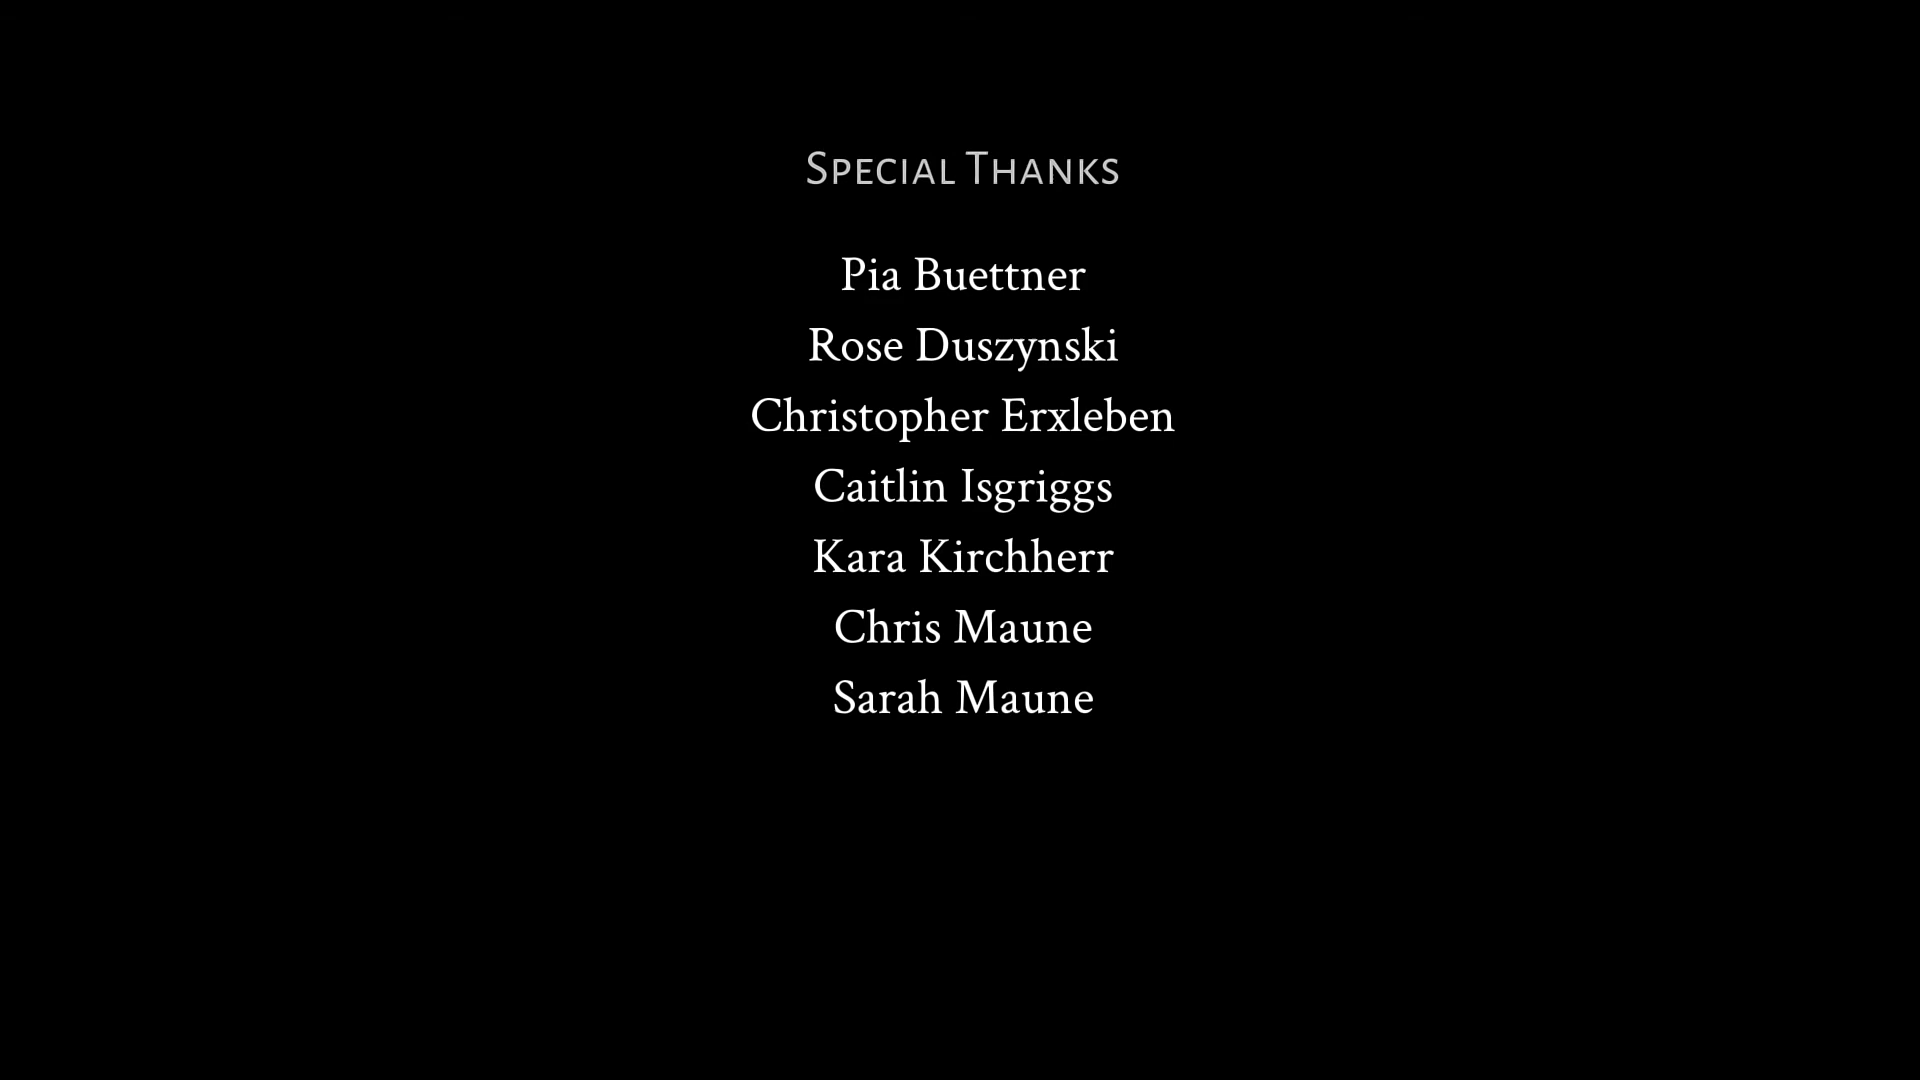 Special Thanks
Pia Buettner
Rose Duszynski
Christopher Erxleben
Caitlin Isgriggs
Kara Kirchherr
Chris Maune
Sarah Maune